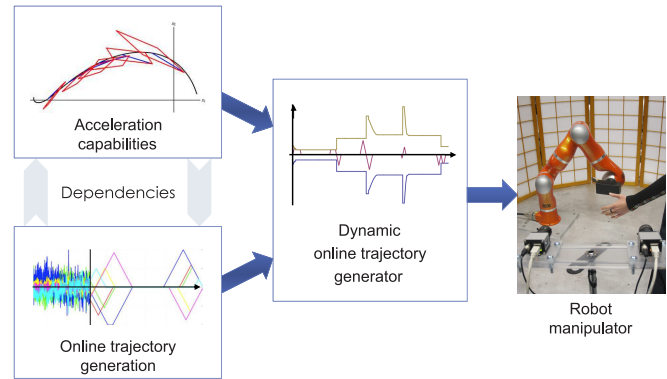 Acceleration
capabilities
Dependencies
Online trajectory
generation
Dynamic
online trajectory
generator
Robot
manipulator